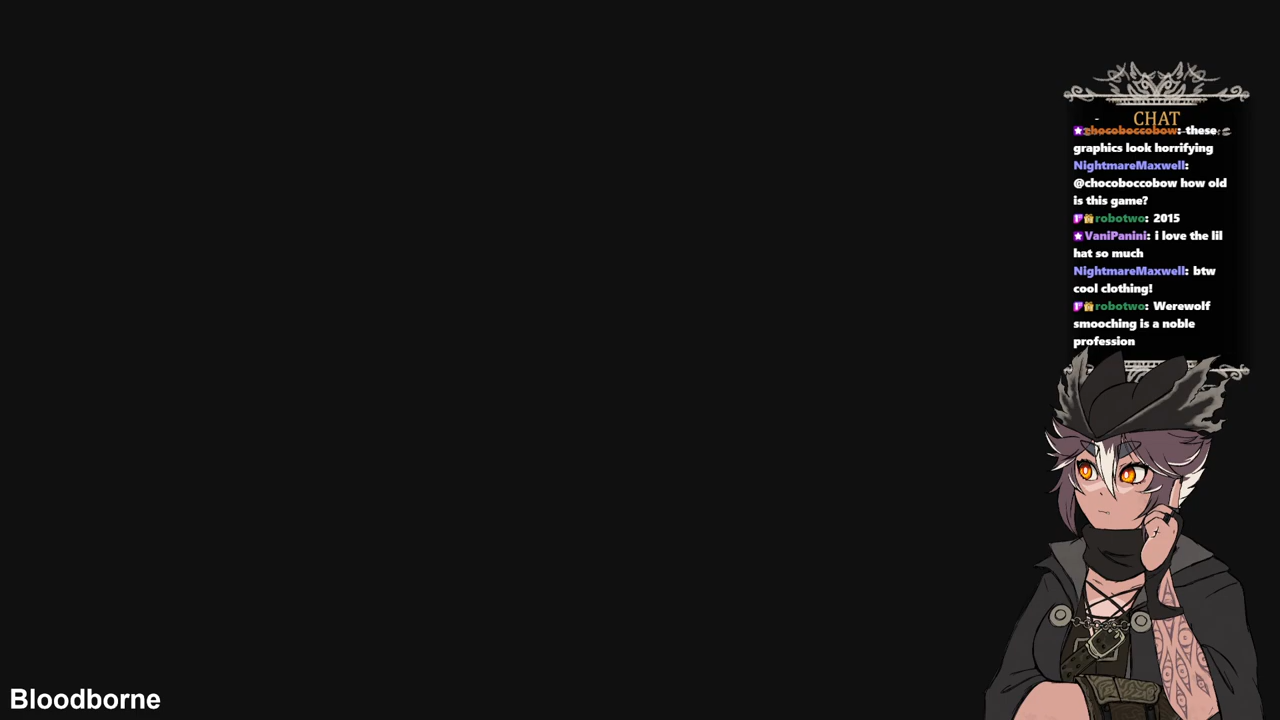 CHAT
chocoboccobow: these
graphics look horrifying
NightmareMaxwell:
@chocoboccobow how old
is this game?
robotwo: 2015
VaniPanini: i love the lil
hat so much
NightmareMaxwell: btw
cool clothing!
robotwo: Werewolf
smooching is a noble
profession
Bloodborne